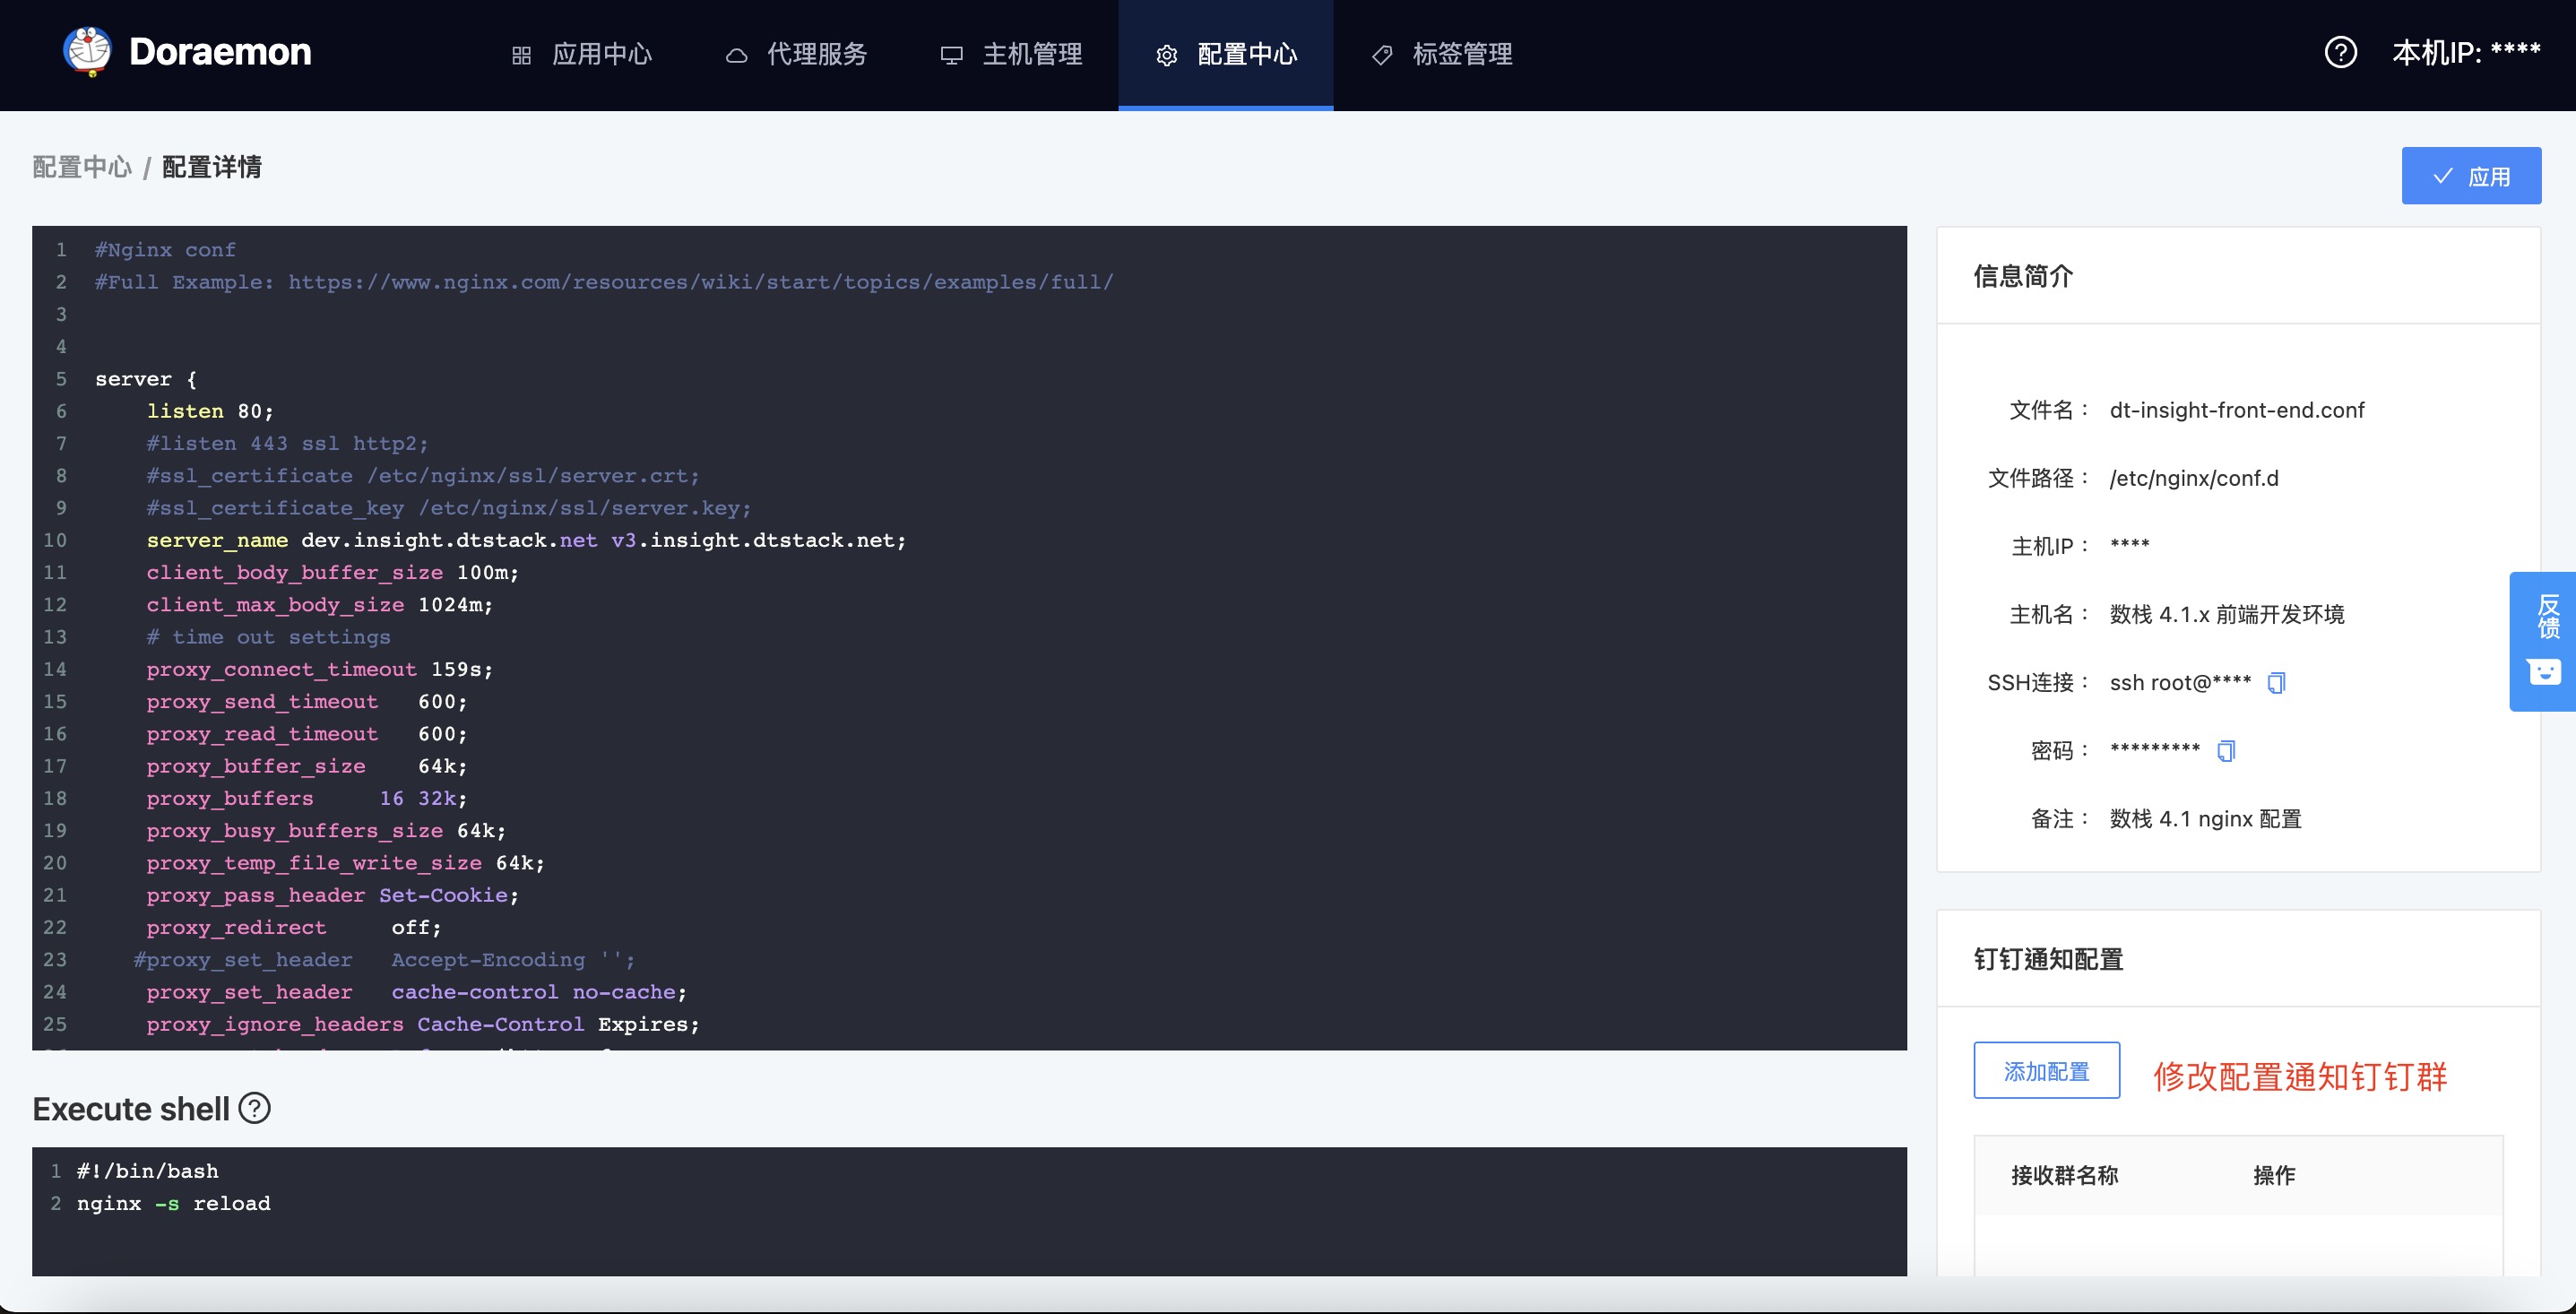 Doraemon
应用中心
代理服务
主机管理
配置中心
标签管理
本机IP: ****
配置中心 / 配置详情
应用
1 #Nginx conf
2 #Full Example: https://www.nginx.com/resources/wiki/start/topics/examples/full/
3
4
5 server {
6 listen 80;
7 #listen 443 ssl http2;
8 #ssl_certificate /etc/nginx/ssl/server.crt;
9 #ssl_certificate_key /etc/nginx/ssl/server.key;
10 server_name dev.insight.dtstack.net v3.insight.dtstack.net;
11 client_body_buffer_size 100m;
12 client_max_body_size 1024m;
13 # time out settings
14 proxy_connect_timeout 159s;
15 proxy_send_timeout 600;
16 proxy_read_timeout 600;
17 proxy_buffer_size 64k;
18 proxy_buffers 16 32k;
19 proxy_busy_buffers_size 64k;
20 proxy_temp_file_write_size 64k;
21 proxy_pass_header Set-Cookie;
22 proxy_redirect off;
23 #proxy_set_header Accept-Encoding '';
24 proxy_set_header cache-control no-cache;
25 proxy_ignore_headers Cache-Control Expires;
Execute shell
1 #!/bin/bash
2 nginx -s reload
信息简介
文件名： dt-insight-front-end.conf
文件路径： /etc/nginx/conf.d
主机IP： ****
主机名： 数栈 4.1.x 前端开发环境
SSH连接： ssh root@****
密码： *********
备注： 数栈 4.1 nginx 配置
反馈
钉钉通知配置
添加配置
修改配置通知钉钉群
接收群名称 操作